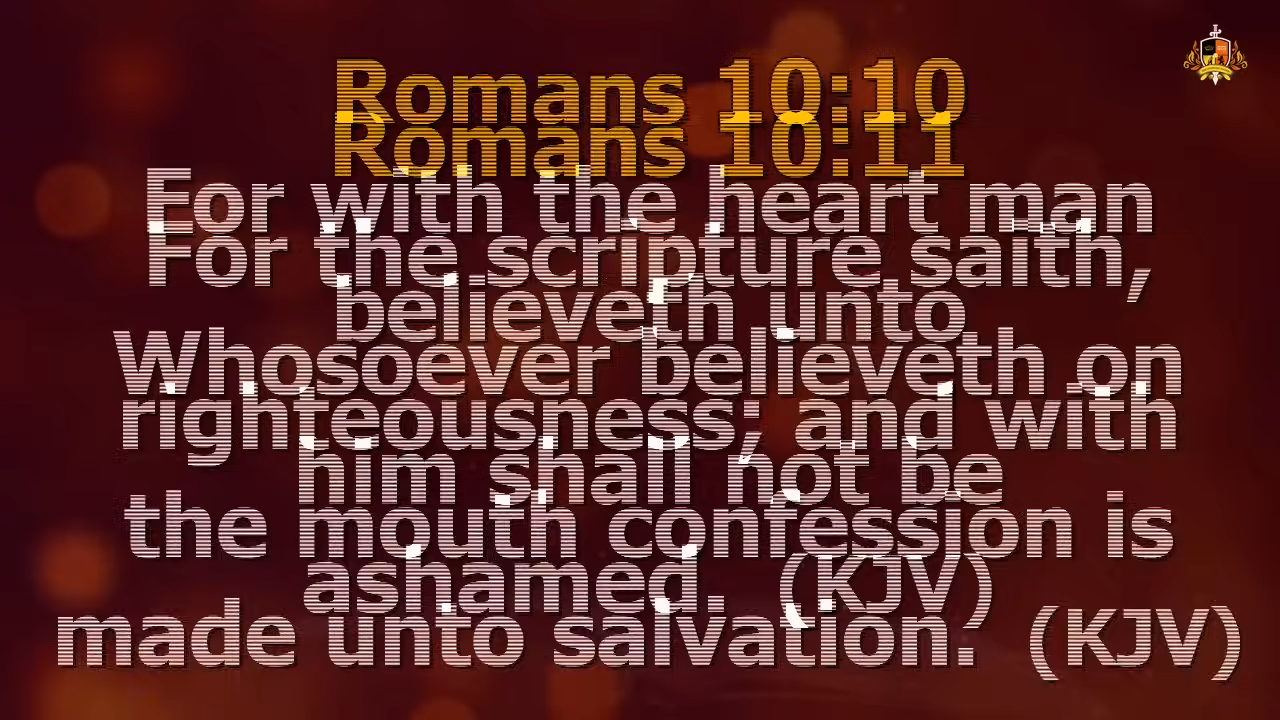 Romans 10:10
Romans 10:11
For with the heart man
For the scripture saith,
believeth unto
Whosoever believeth on
righteousness; and with
him shall not be
the mouth confession is
ashamed. (KJV)
made unto salvation. (KJV)